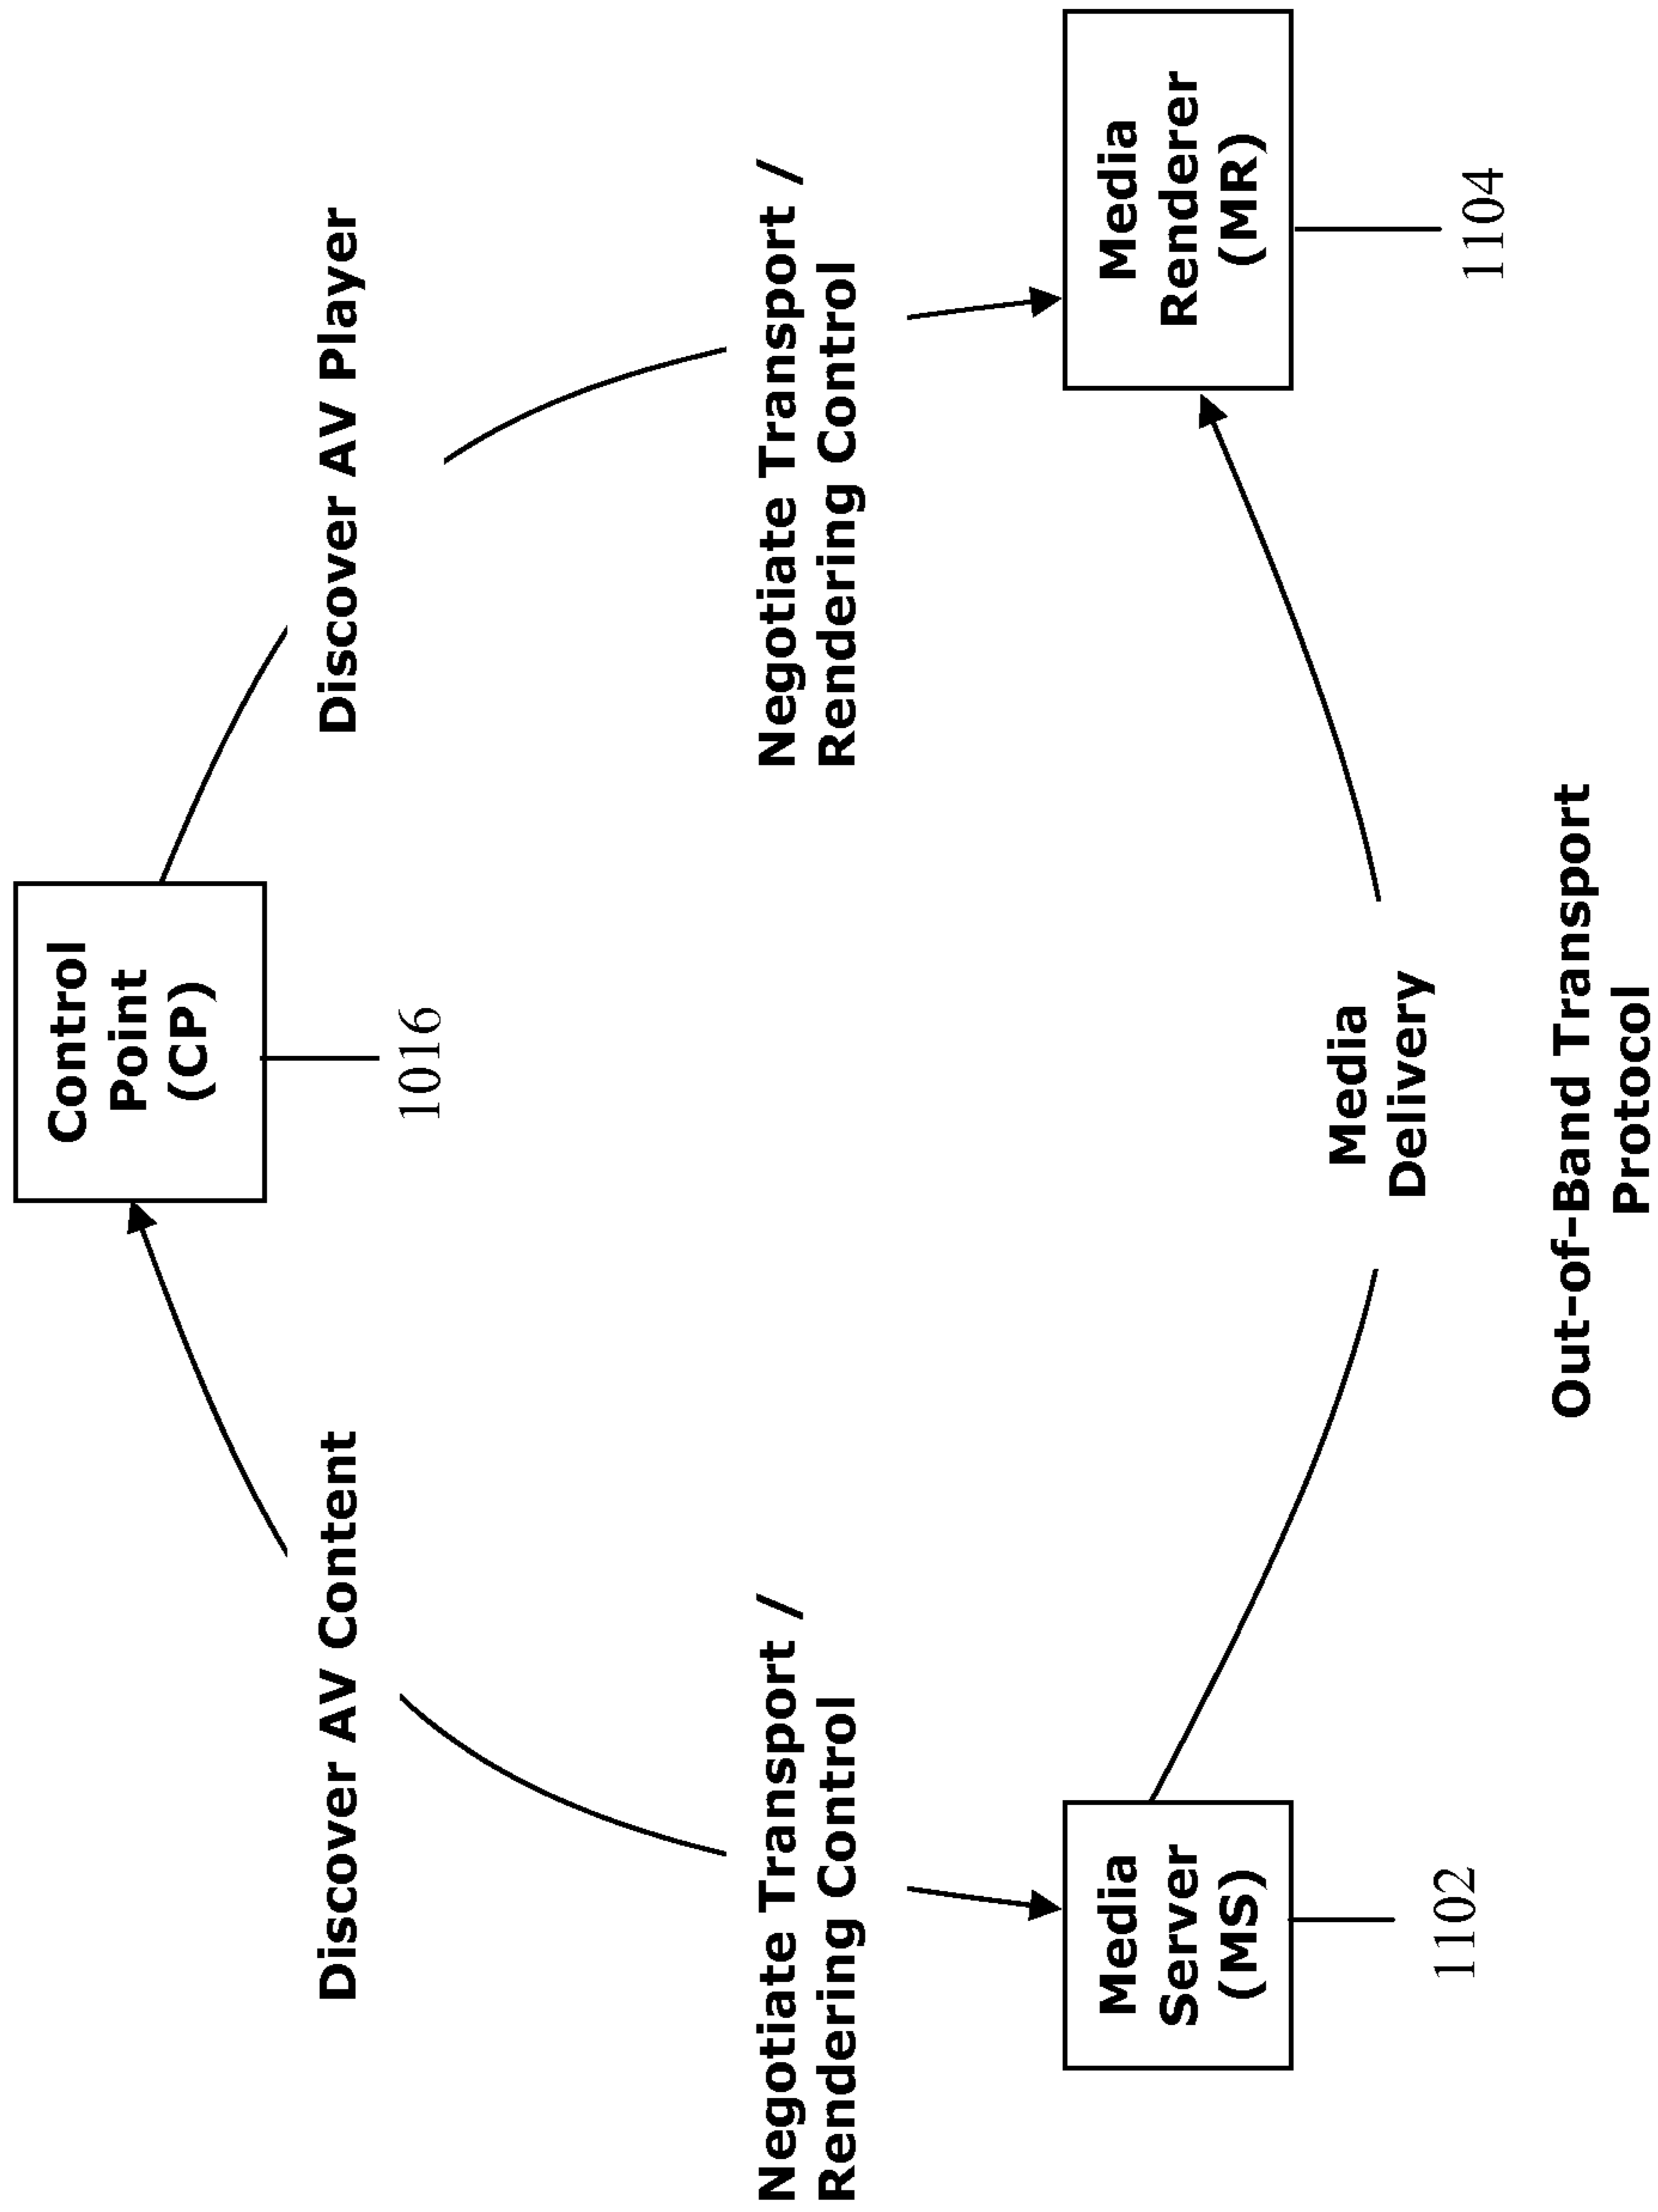 Control
Point
(CP)
1016
Discover AV Content
Discover AV Player
Negotiate Transport /
Rendering Control
Negotiate Transport /
Rendering Control
Media
Server
(MS)
1102
Media
Renderer
(MR)
1104
Media
Delivery
Out-of-Band Transport
Protocol